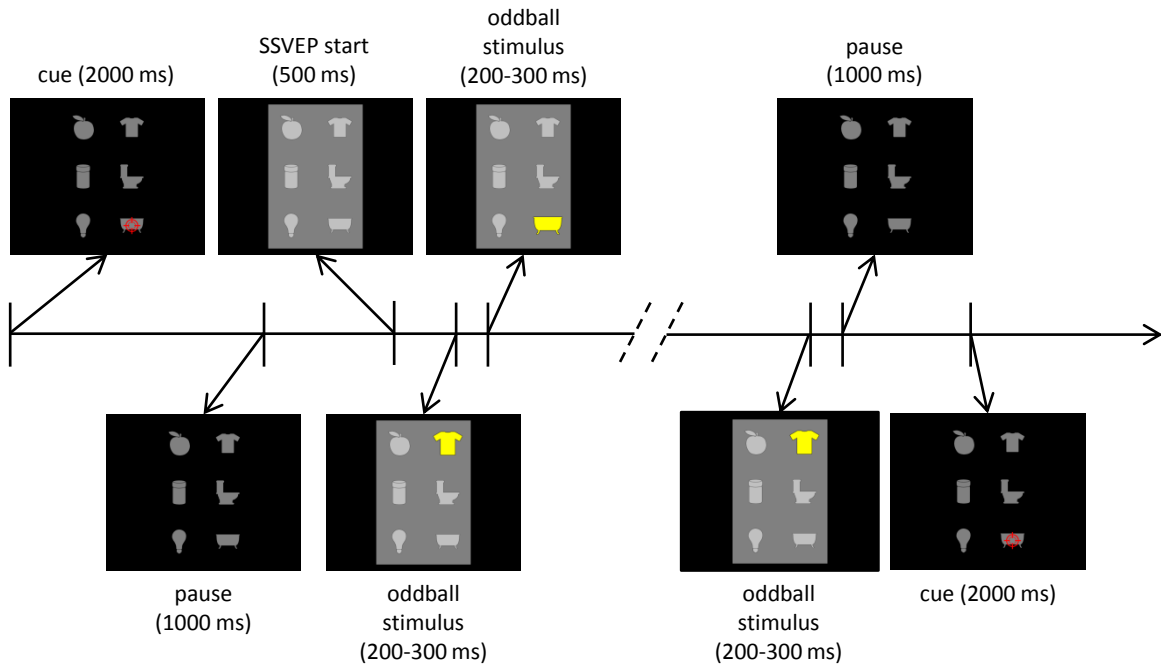 cue (2000 ms)
SSVEP start
(500 ms)
oddball
stimulus
(200-300 ms)
pause
(1000 ms)
pause
(1000 ms)
oddball
stimulus
(200-300 ms)
oddball
stimulus
(200-300 ms)
cue (2000 ms)